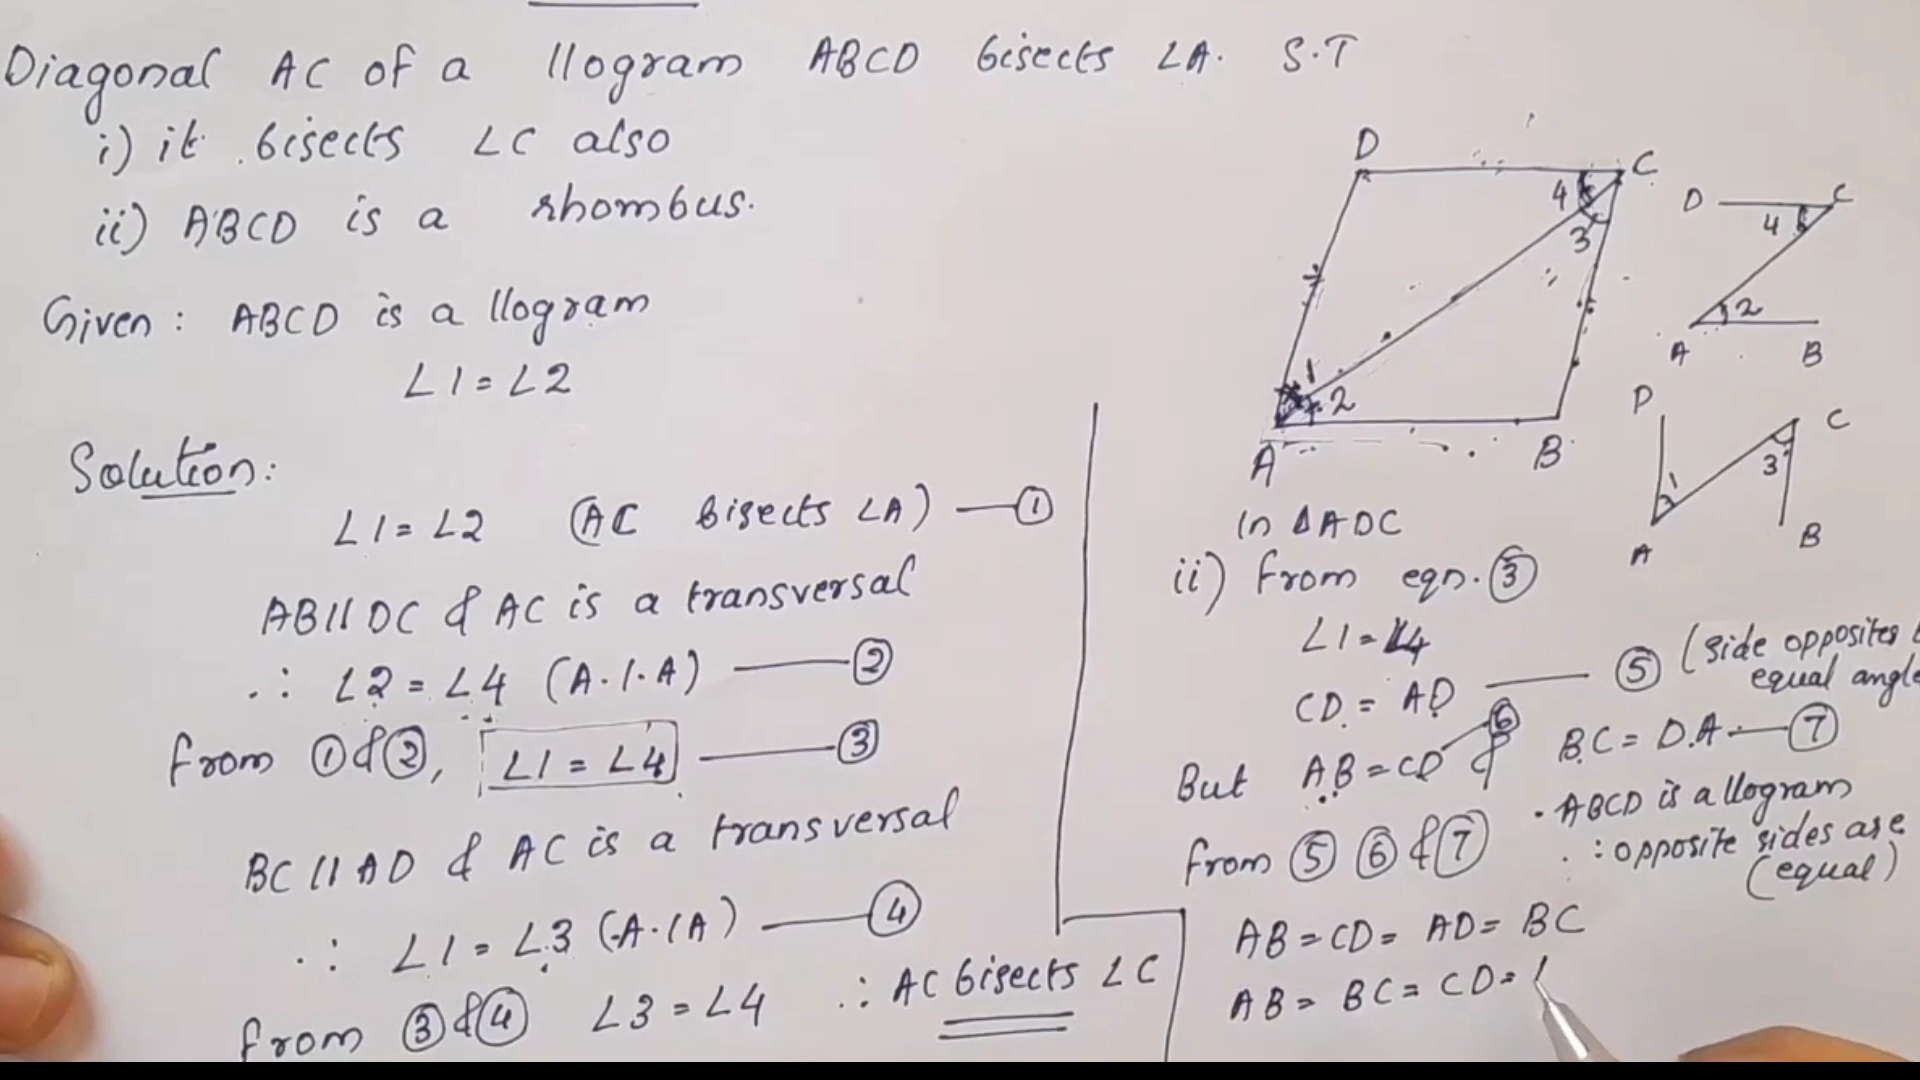 Diagonal AC of a llogram ABCD bisects ∠A. S.T
i) it bisects ∠C also
ii) ABCD is a rhombus.
Given: ABCD is a llogram
∠1 = ∠2
Solution:
∠1 = ∠2 (AC bisects ∠A) — ①
AB || DC & AC is a transversal
∴ ∠2 = ∠4 (A.I.A) — ②
from ① & ②, ∠1 = ∠4 — ③
BC || AD & AC is a transversal
∴ ∠1 = ∠3 (A.I.A) — ④
from ③ & ④ ∠3 = ∠4 ∴ AC bisects ∠C
D C
4
3
1
2
A B
D C
4
2
A B
D C
3
1
A B
In ΔADC
ii) From eqn. ③
∠1 = ∠4
CD = AD — ⑤ (side opposites
equal angle
But AB = CD — ⑥ & BC = D.A — ⑦
ABCD is a llogram
∴ opposite sides are
(equal)
from ⑤ ⑥ & ⑦
AB = CD = AD = BC
AB = BC = CD =